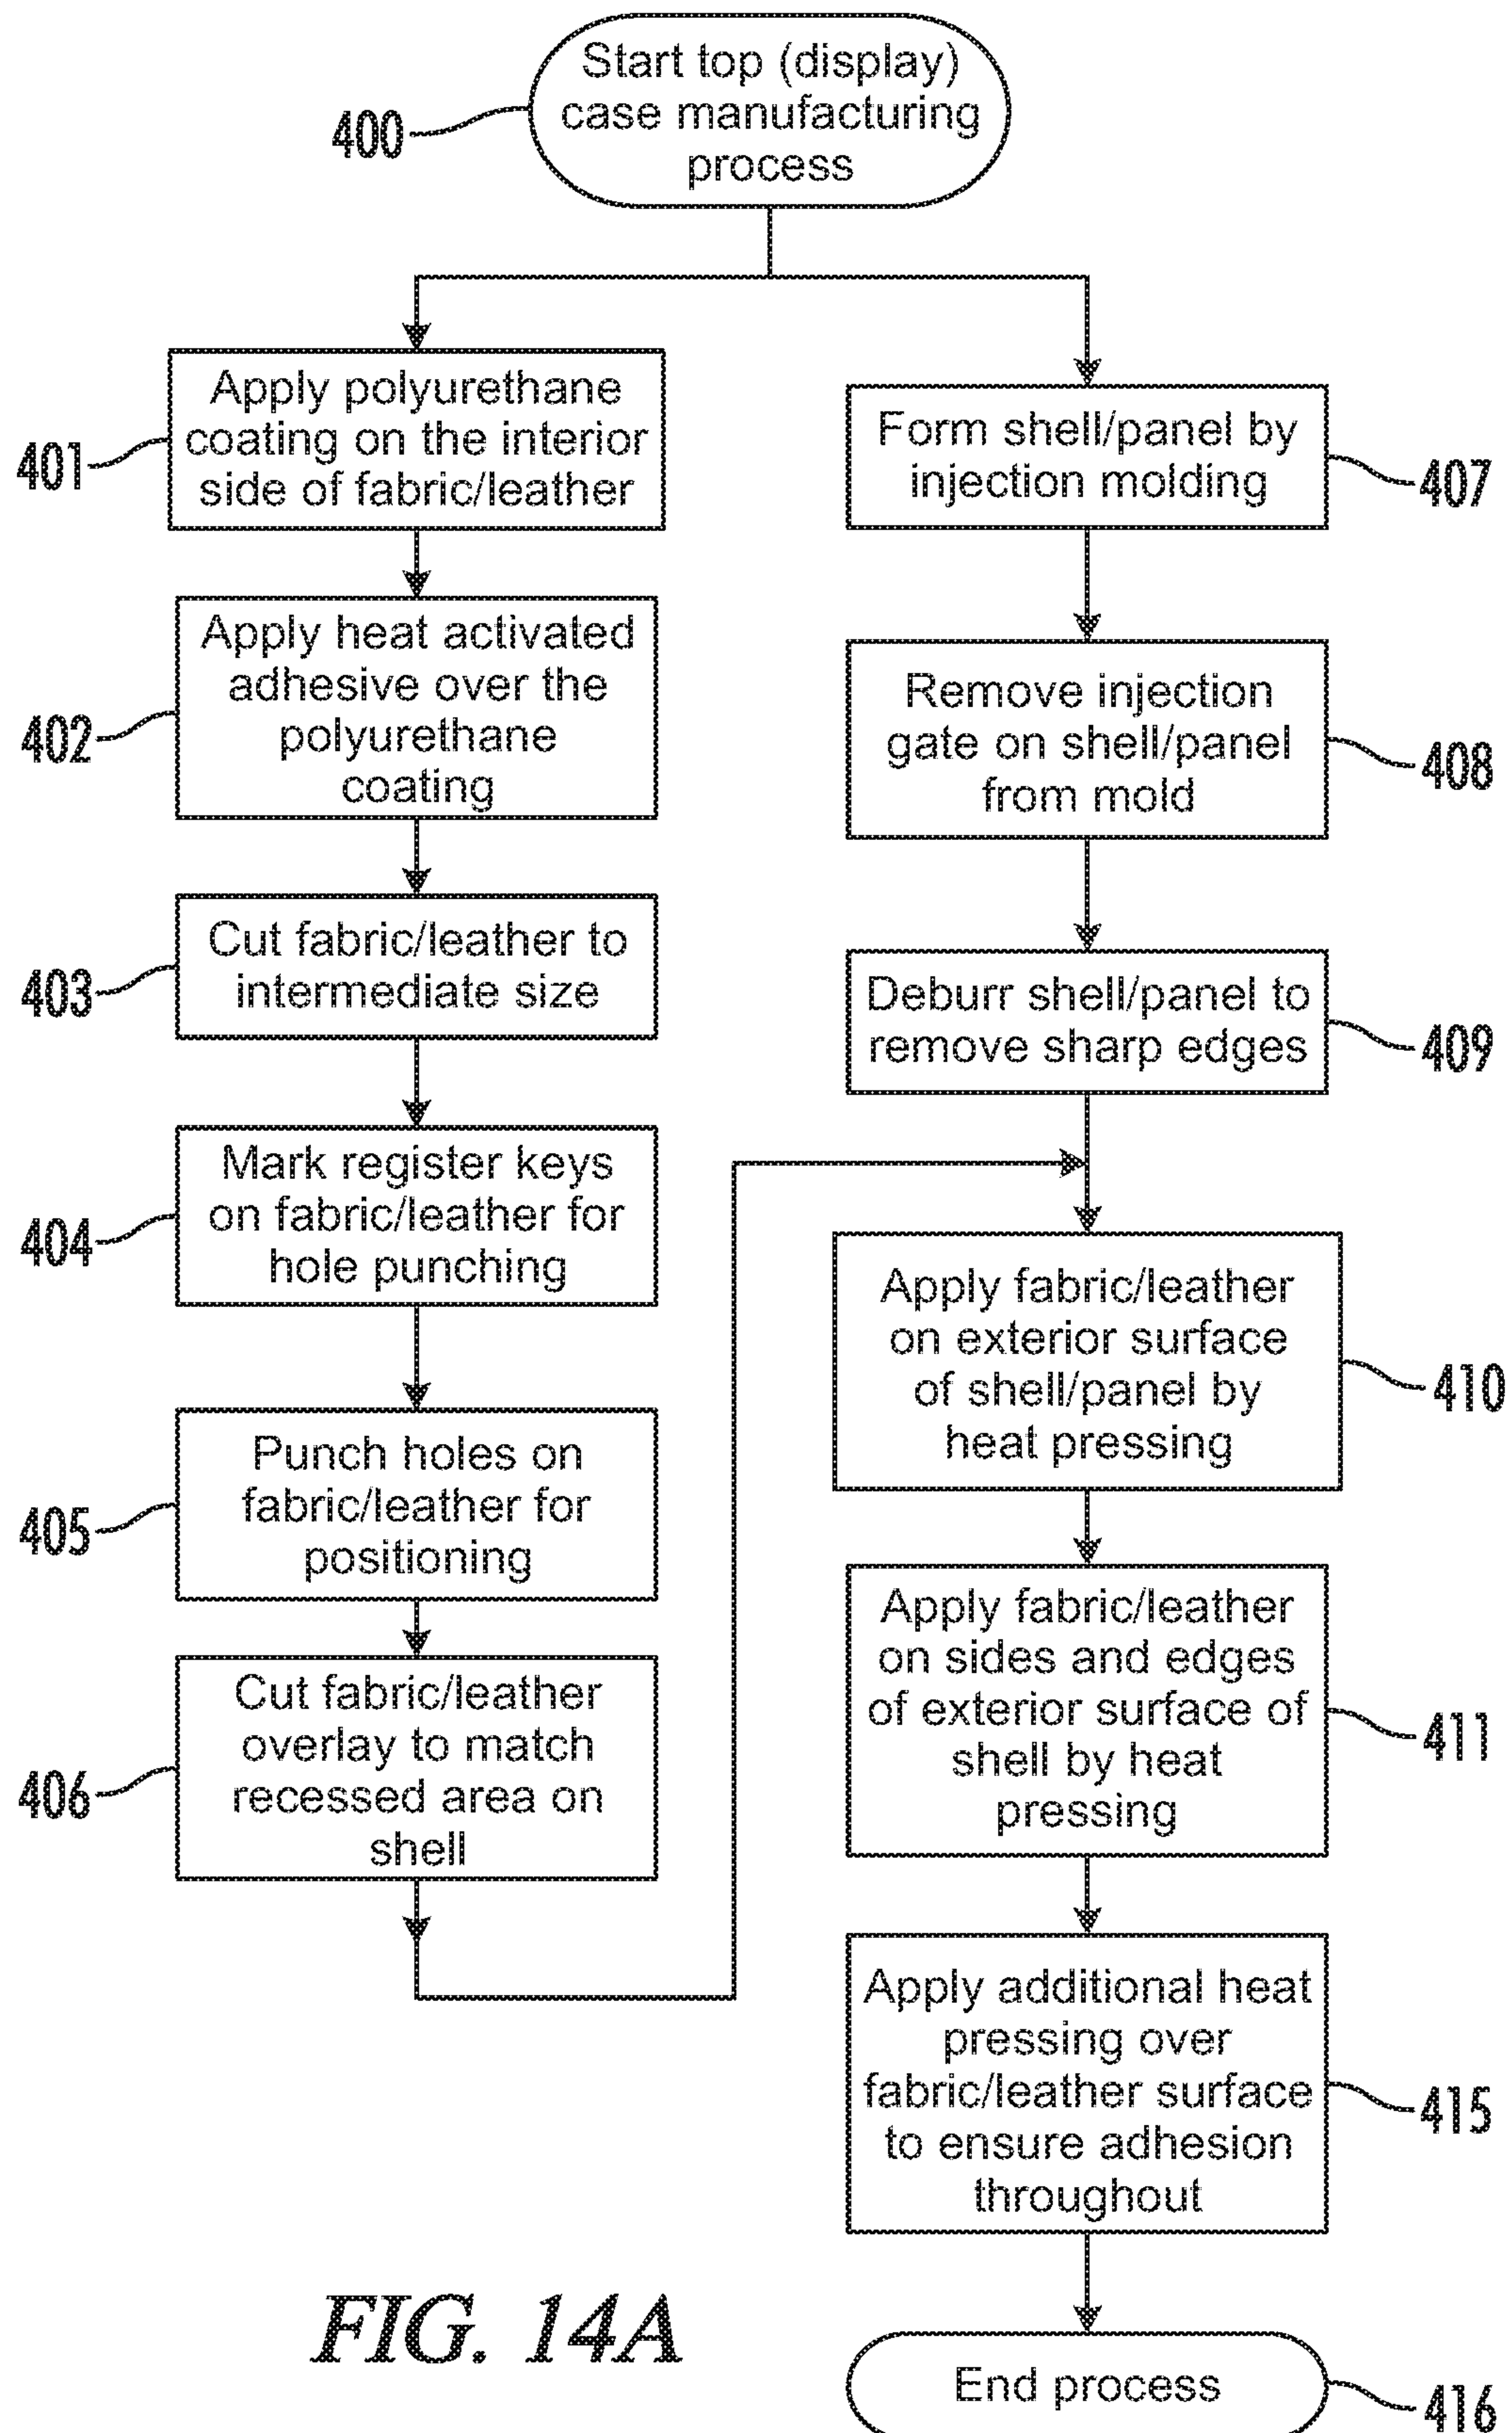 Start top (display)
case manufacturing
process
400
Apply polyurethane
coating on the interior
side of fabric/leather
401
Apply heat activated
adhesive over the
polyurethane
coating
402
Cut fabric/leather to
intermediate size
403
Mark register keys
on fabric/leather for
hole punching
404
Punch holes on
fabric/leather for
positioning
405
Cut fabric/leather
overlay to match
recessed area on
shell
406
Form shell/panel by
injection molding
407
Remove injection
gate on shell/panel
from mold
408
Deburr shell/panel to
remove sharp edges
409
Apply fabric/leather
on exterior surface
of shell/panel by
heat pressing
410
Apply fabric/leather
on sides and edges
of exterior surface of
shell by heat
pressing
411
Apply additional heat
pressing over
fabric/leather surface
to ensure adhesion
throughout
415
End process
416
FIG. 14A